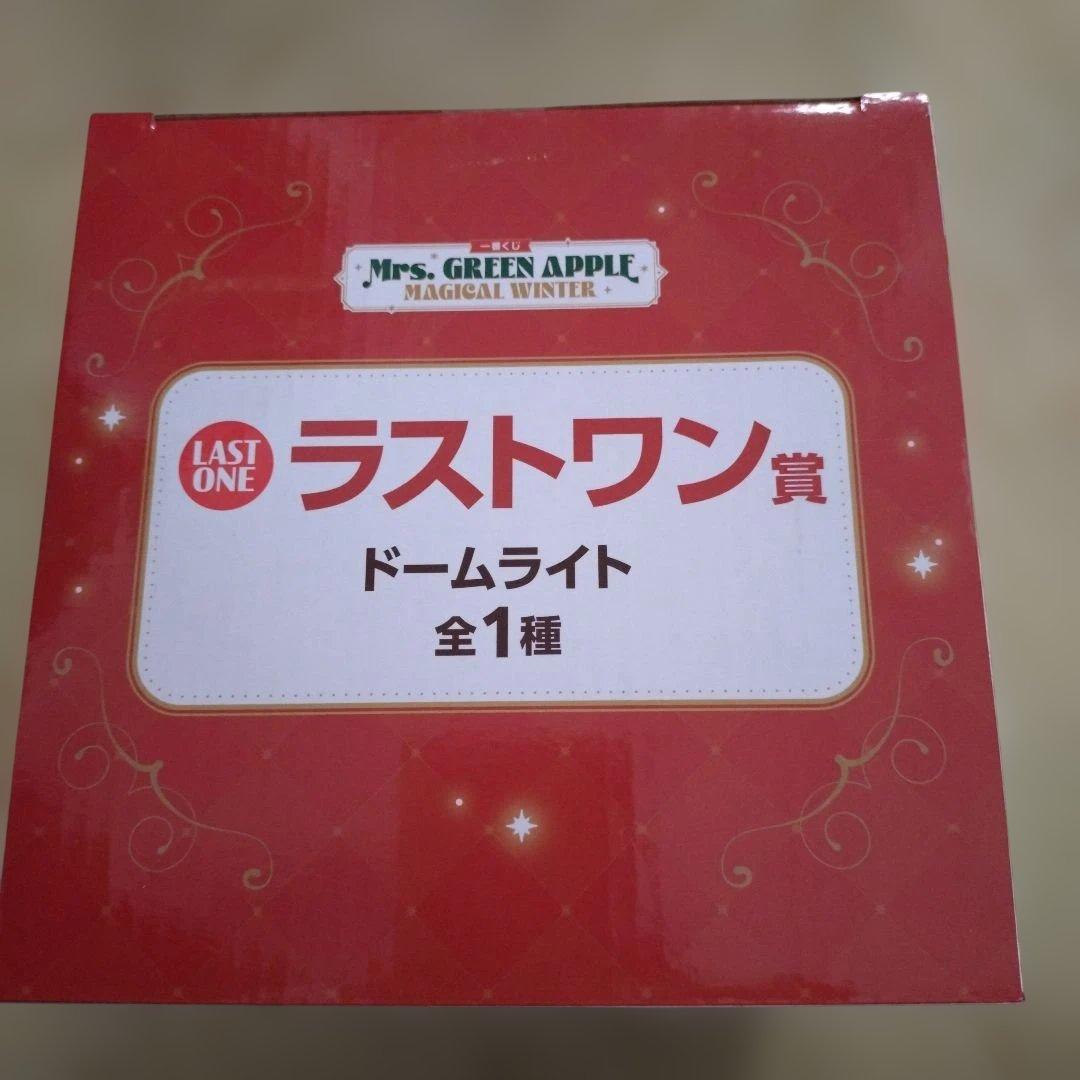 一番くじ
Mrs. GREEN APPLE
MAGICAL WINTER
LAST ONE ラストワン賞
ドームライト
全1種